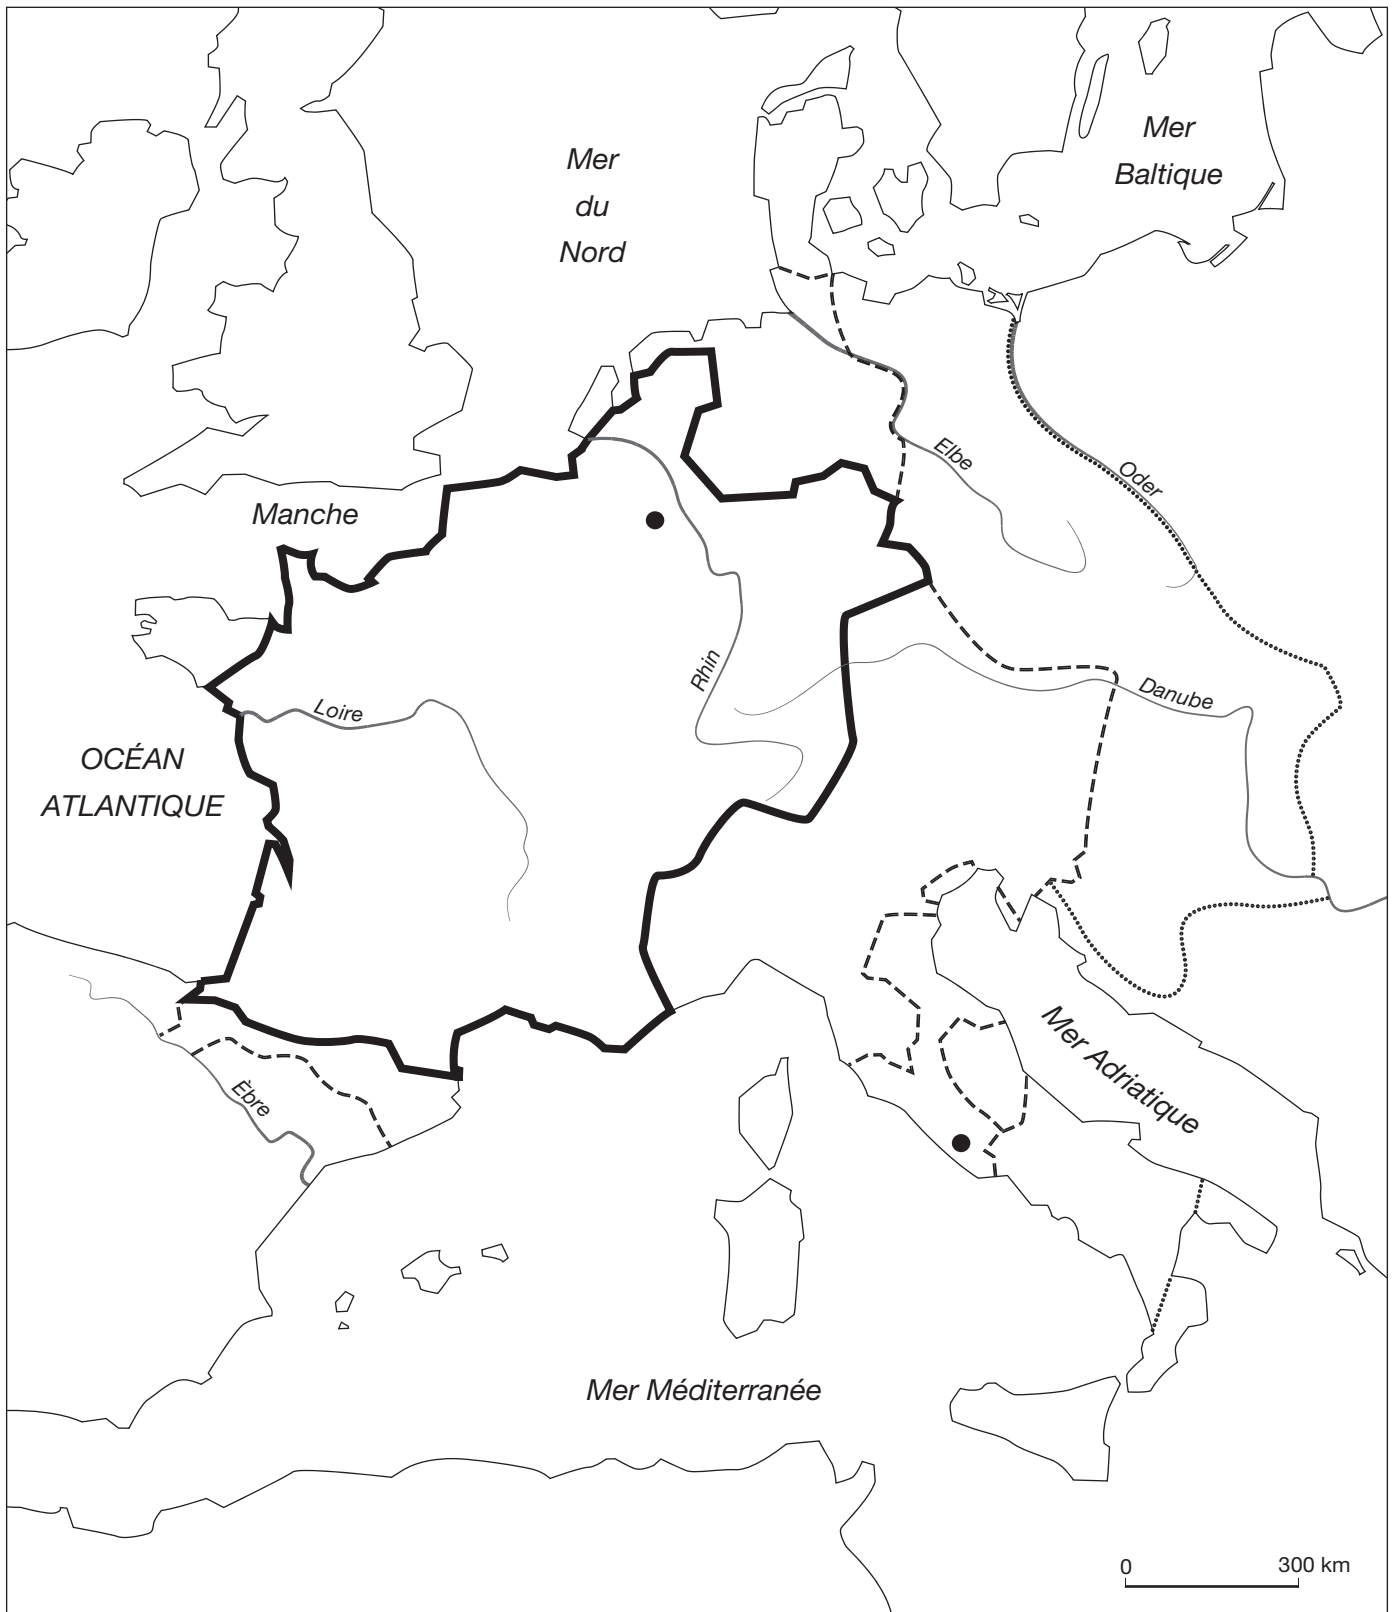 Mer
Baltique
Mer
du
Nord
Elbe
Oder
Manche
Rhin
Danube
Loire
OCÉAN
ATLANTIQUE
Mer Adriatique
Èbre
Mer Méditerranée
0 300 km